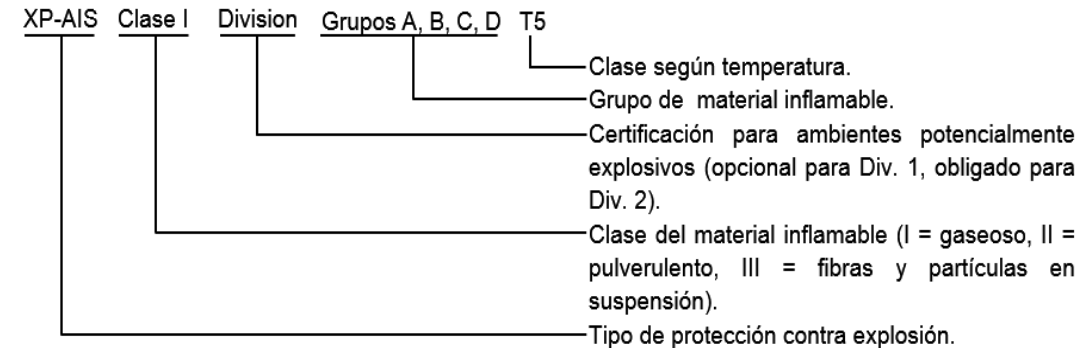 XP-AIS Clase I Division Grupos A, B, C, D T5
Clase según temperatura.
Grupo de material inflamable.
Certificación para ambientes potencialmente
explosivos (opcional para Div. 1, obligado para
Div. 2).
Clase del material inflamable (I = gaseoso, II =
pulverulento, III = fibras y partículas en
suspensión).
Tipo de protección contra explosión.